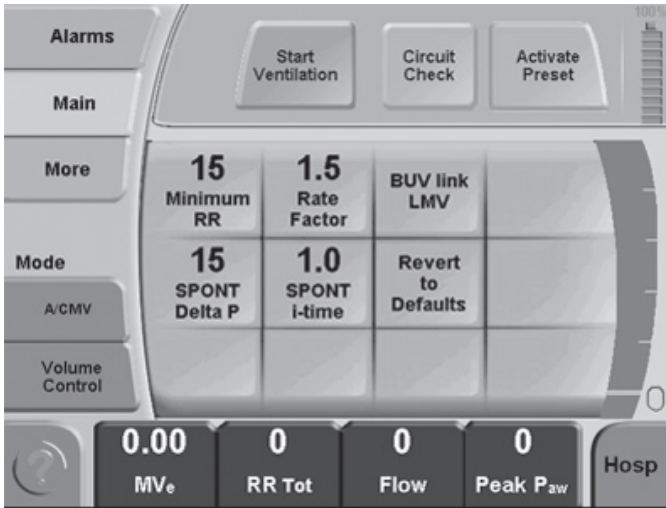 100%
Alarms
Start
Ventilation
Circuit
Check
Activate
Preset
Main
More
15
Minimum
RR
1.5
Rate
Factor
BUV link
LMV
Mode
15
SPONT
Delta P
1.0
SPONT
i-time
Revert
to
Defaults
A/CMV
Volume
Control
0
0.00
MVe
0
RR Tot
0
Flow
0
Peak Paw
Hosp
?